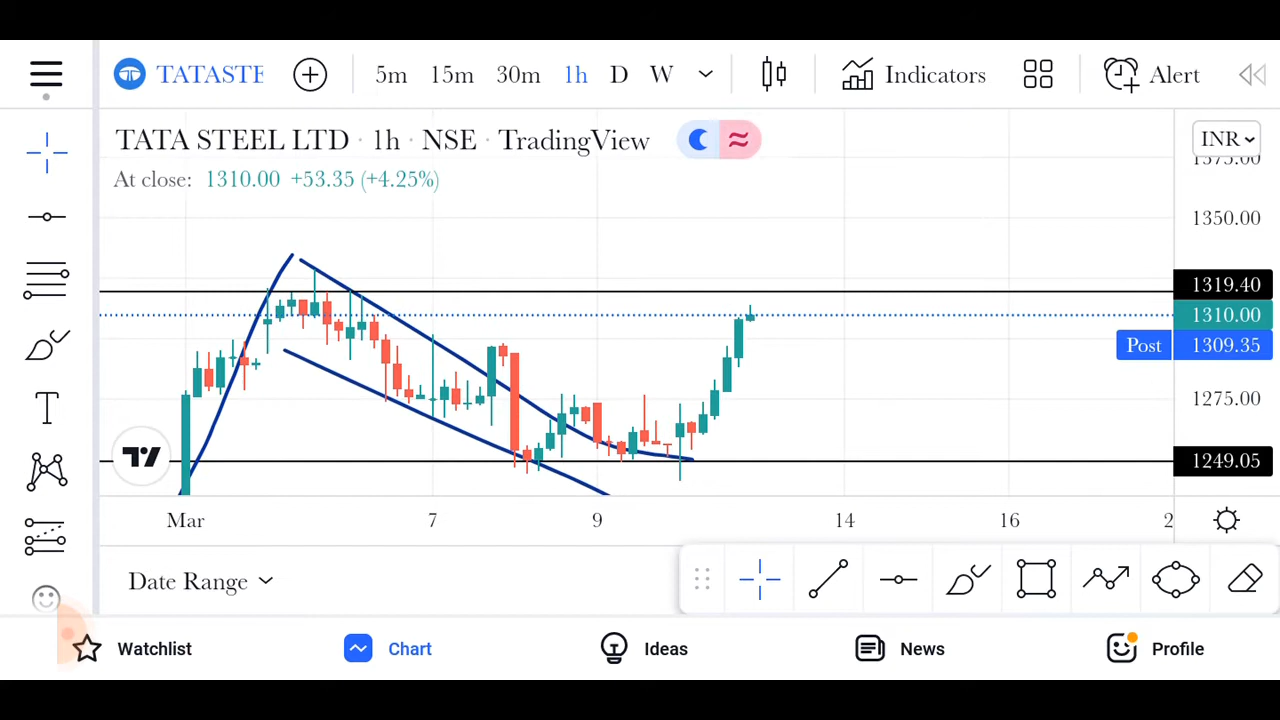 TATASTE
5m 15m 30m 1h D W Indicators Alert
TATA STEEL LTD · 1h · NSE · TradingView
At close: 1310.00 +53.35 (+4.25%)
INR
1375.00
1350.00
1319.40
1310.00
Post 1309.35
1275.00
1249.05
Mar 7 9 14 16 2
Date Range
Watchlist Chart Ideas News Profile